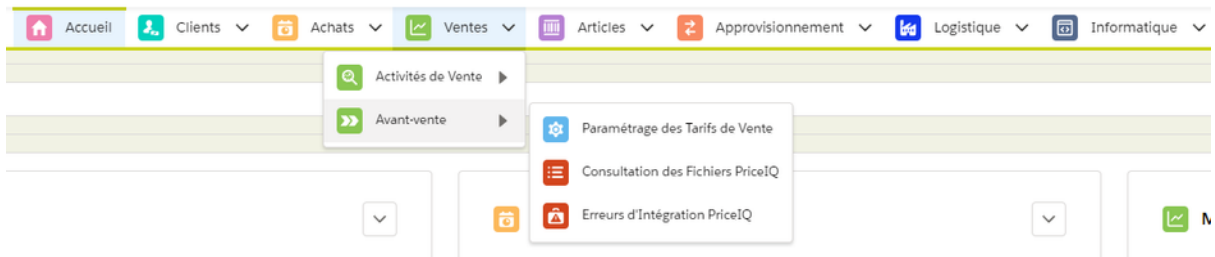 Accueil Clients Achats Ventes Articles Approvisionnement Logistique Informatique
Activités de Vente
Avant-vente
Paramétrage des Tarifs de Vente
Consultation des Fichiers PriceIQ
Erreurs d'Intégration PriceIQ
M